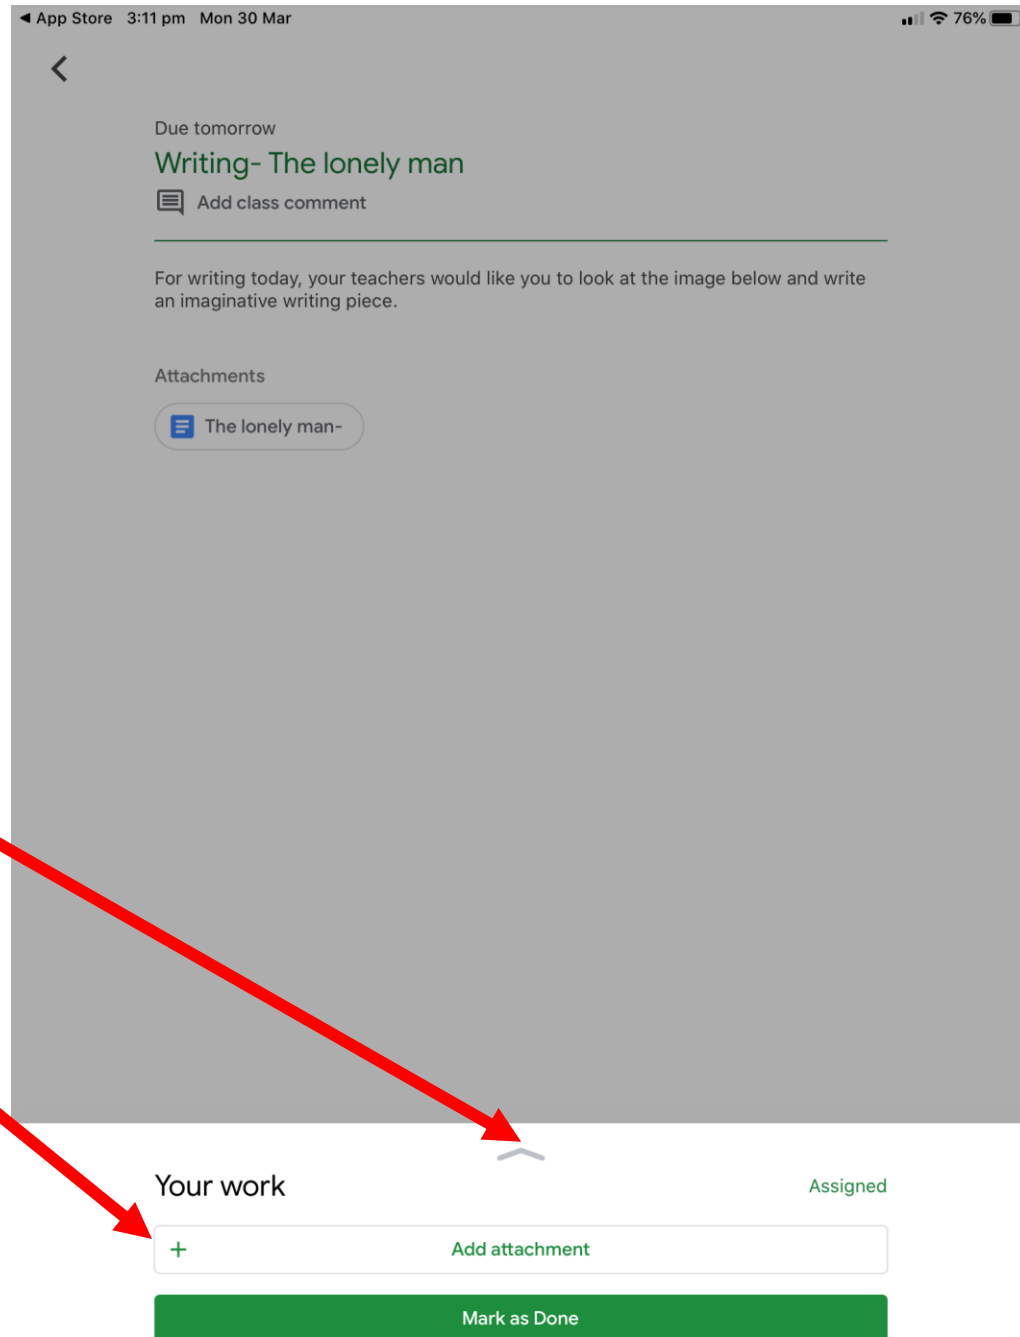 ◀ App Store 3:11 pm Mon 30 Mar 76%
Due tomorrow
Writing- The lonely man
Add class comment
For writing today, your teachers would like you to look at the image below and write
an imaginative writing piece.
Attachments
The lonely man-
Your work Assigned
+ Add attachment
Mark as Done